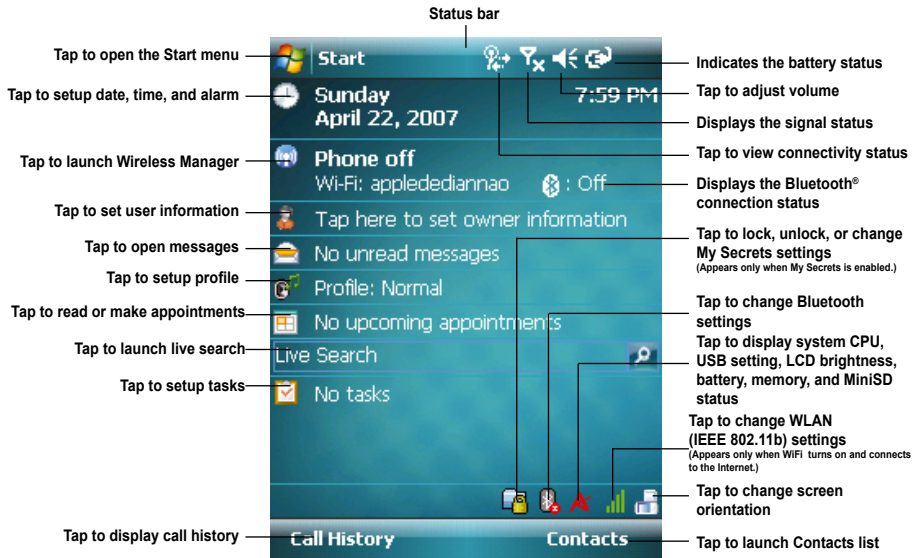 Status bar
Tap to open the Start menu
Start
Indicates the battery status
Tap to setup date, time, and alarm
Sunday
7:59 PM
April 22, 2007
Tap to adjust volume
Displays the signal status
Tap to launch Wireless Manager
Phone off
Wi-Fi: appledediannao
: Off
Tap to view connectivity status
Displays the Bluetooth®
connection status
Tap to set user information
Tap here to set owner information
Tap to open messages
No unread messages
Tap to lock, unlock, or change
My Secrets settings
(Appears only when My Secrets is enabled.)
Tap to setup profile
Profile: Normal
Tap to read or make appointments
No upcoming appointments
Tap to change Bluetooth
settings
Tap to launch live search
Live Search
Tap to display system CPU,
USB setting, LCD brightness,
battery, memory, and MiniSD
status
Tap to setup tasks
No tasks
Tap to change WLAN
(IEEE 802.11b) settings
(Appears only when WiFi turns on and connects
to the Internet.)
Tap to change screen
orientation
Tap to display call history
Call History
Contacts
Tap to launch Contacts list